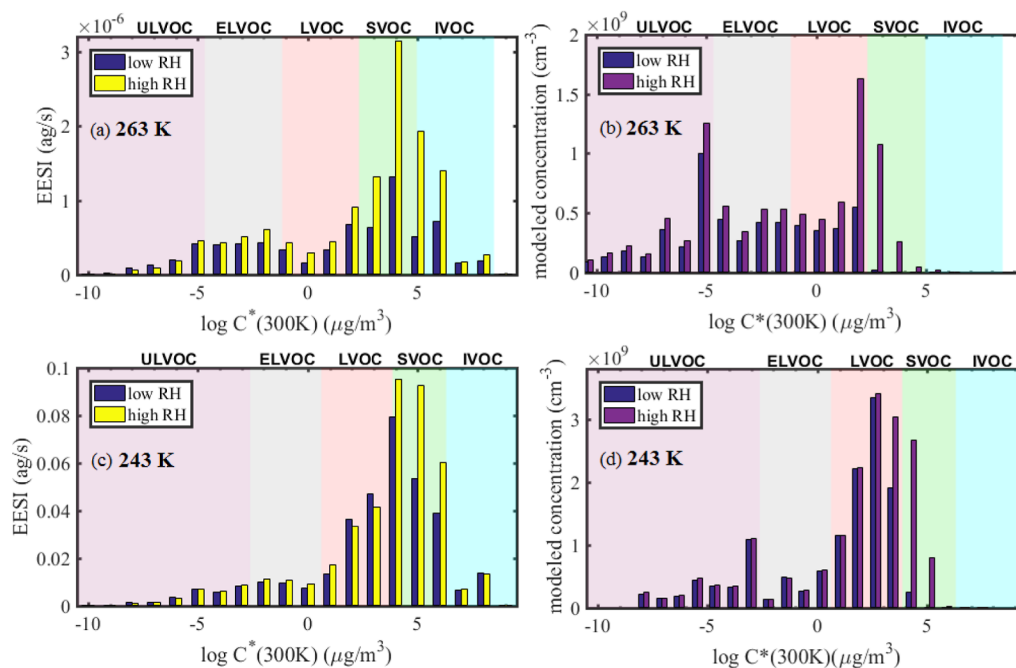 ×10⁻⁶ ULVOC ELVOC LVOC SVOC IVOC
3
2
1
0
EESI (ag/s)
low RH
high RH
(a) 263 K
-10 -5 0 5
log C*(300K) (μg/m³)
×10⁹ ULVOC ELVOC LVOC SVOC IVOC
2
1.5
1
0.5
0
modeled concentration (cm⁻³)
low RH
high RH
(b) 263 K
-10 -5 0 5
log C*(300K) (μg/m³)
ULVOC ELVOC LVOC SVOC IVOC
0.1
0.08
0.06
0.04
0.02
0
EESI (ag/s)
low RH
high RH
(c) 243 K
-10 -5 0 5
log C*(300K) (μg/m³)
×10⁹ ULVOC ELVOC LVOC SVOC IVOC
3
2
1
0
modeled concentration (cm⁻³)
low RH
high RH
(d) 243 K
-10 -5 0 5
log C*(300K)(μg/m³)